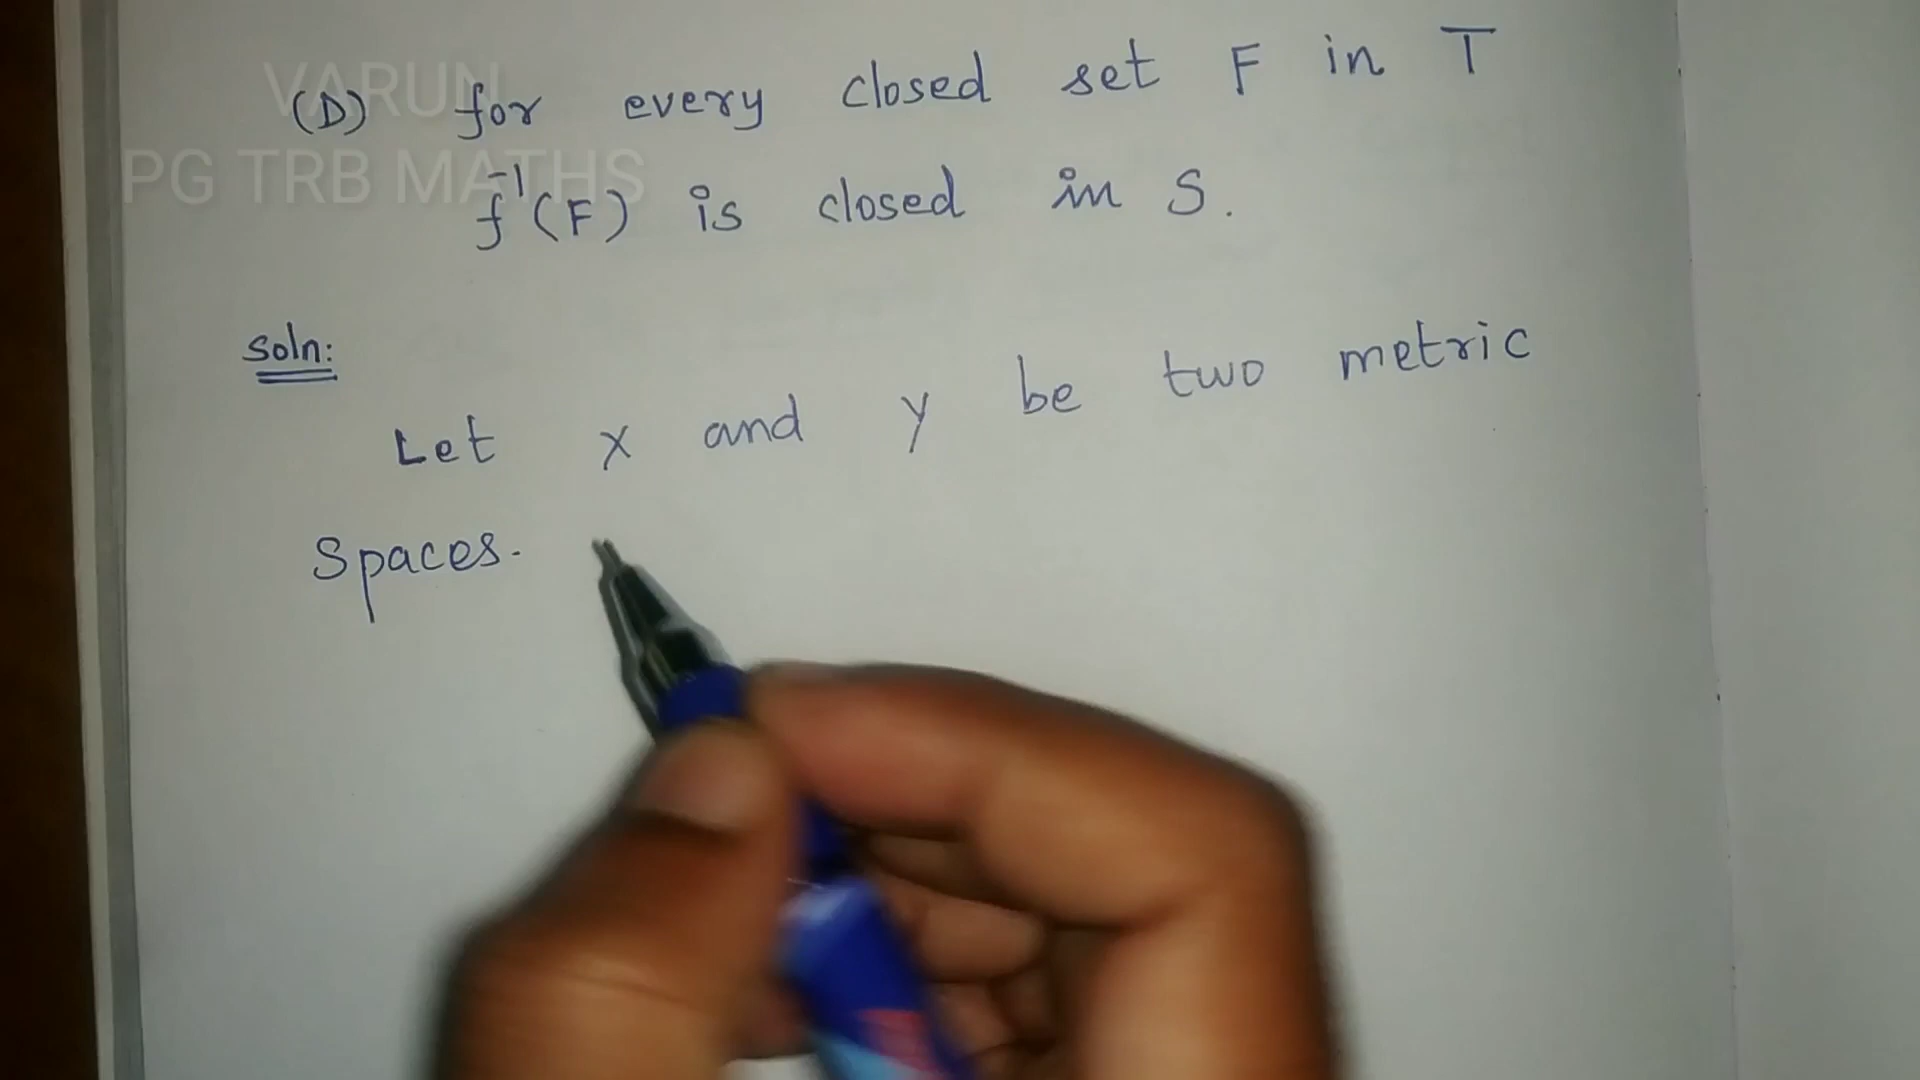 VARUN
PG TRB MATHS
(D) for every closed set F in T
f⁻¹(F) is closed in S.
Soln:
Let x and y be two metric
Spaces.